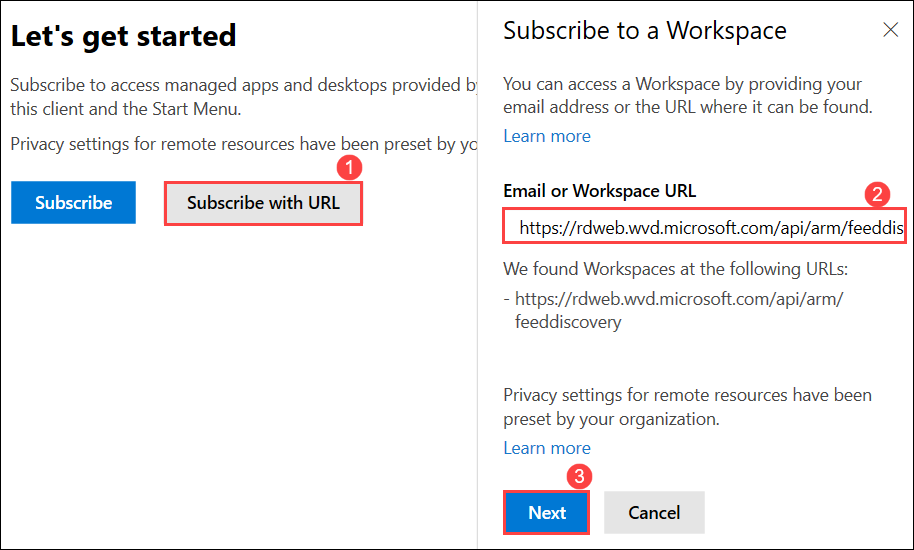 Let's get started
Subscribe to access managed apps and desktops provided by
this client and the Start Menu.
Privacy settings for remote resources have been preset by yo
1
Subscribe
Subscribe with URL
Subscribe to a Workspace
You can access a Workspace by providing your
email address or the URL where it can be found.
Learn more
Email or Workspace URL
2
https://rdweb.wvd.microsoft.com/api/arm/feeddis
We found Workspaces at the following URLs:
- https://rdweb.wvd.microsoft.com/api/arm/
feeddiscovery
Privacy settings for remote resources have been
preset by your organization.
Learn more
3
Next
Cancel